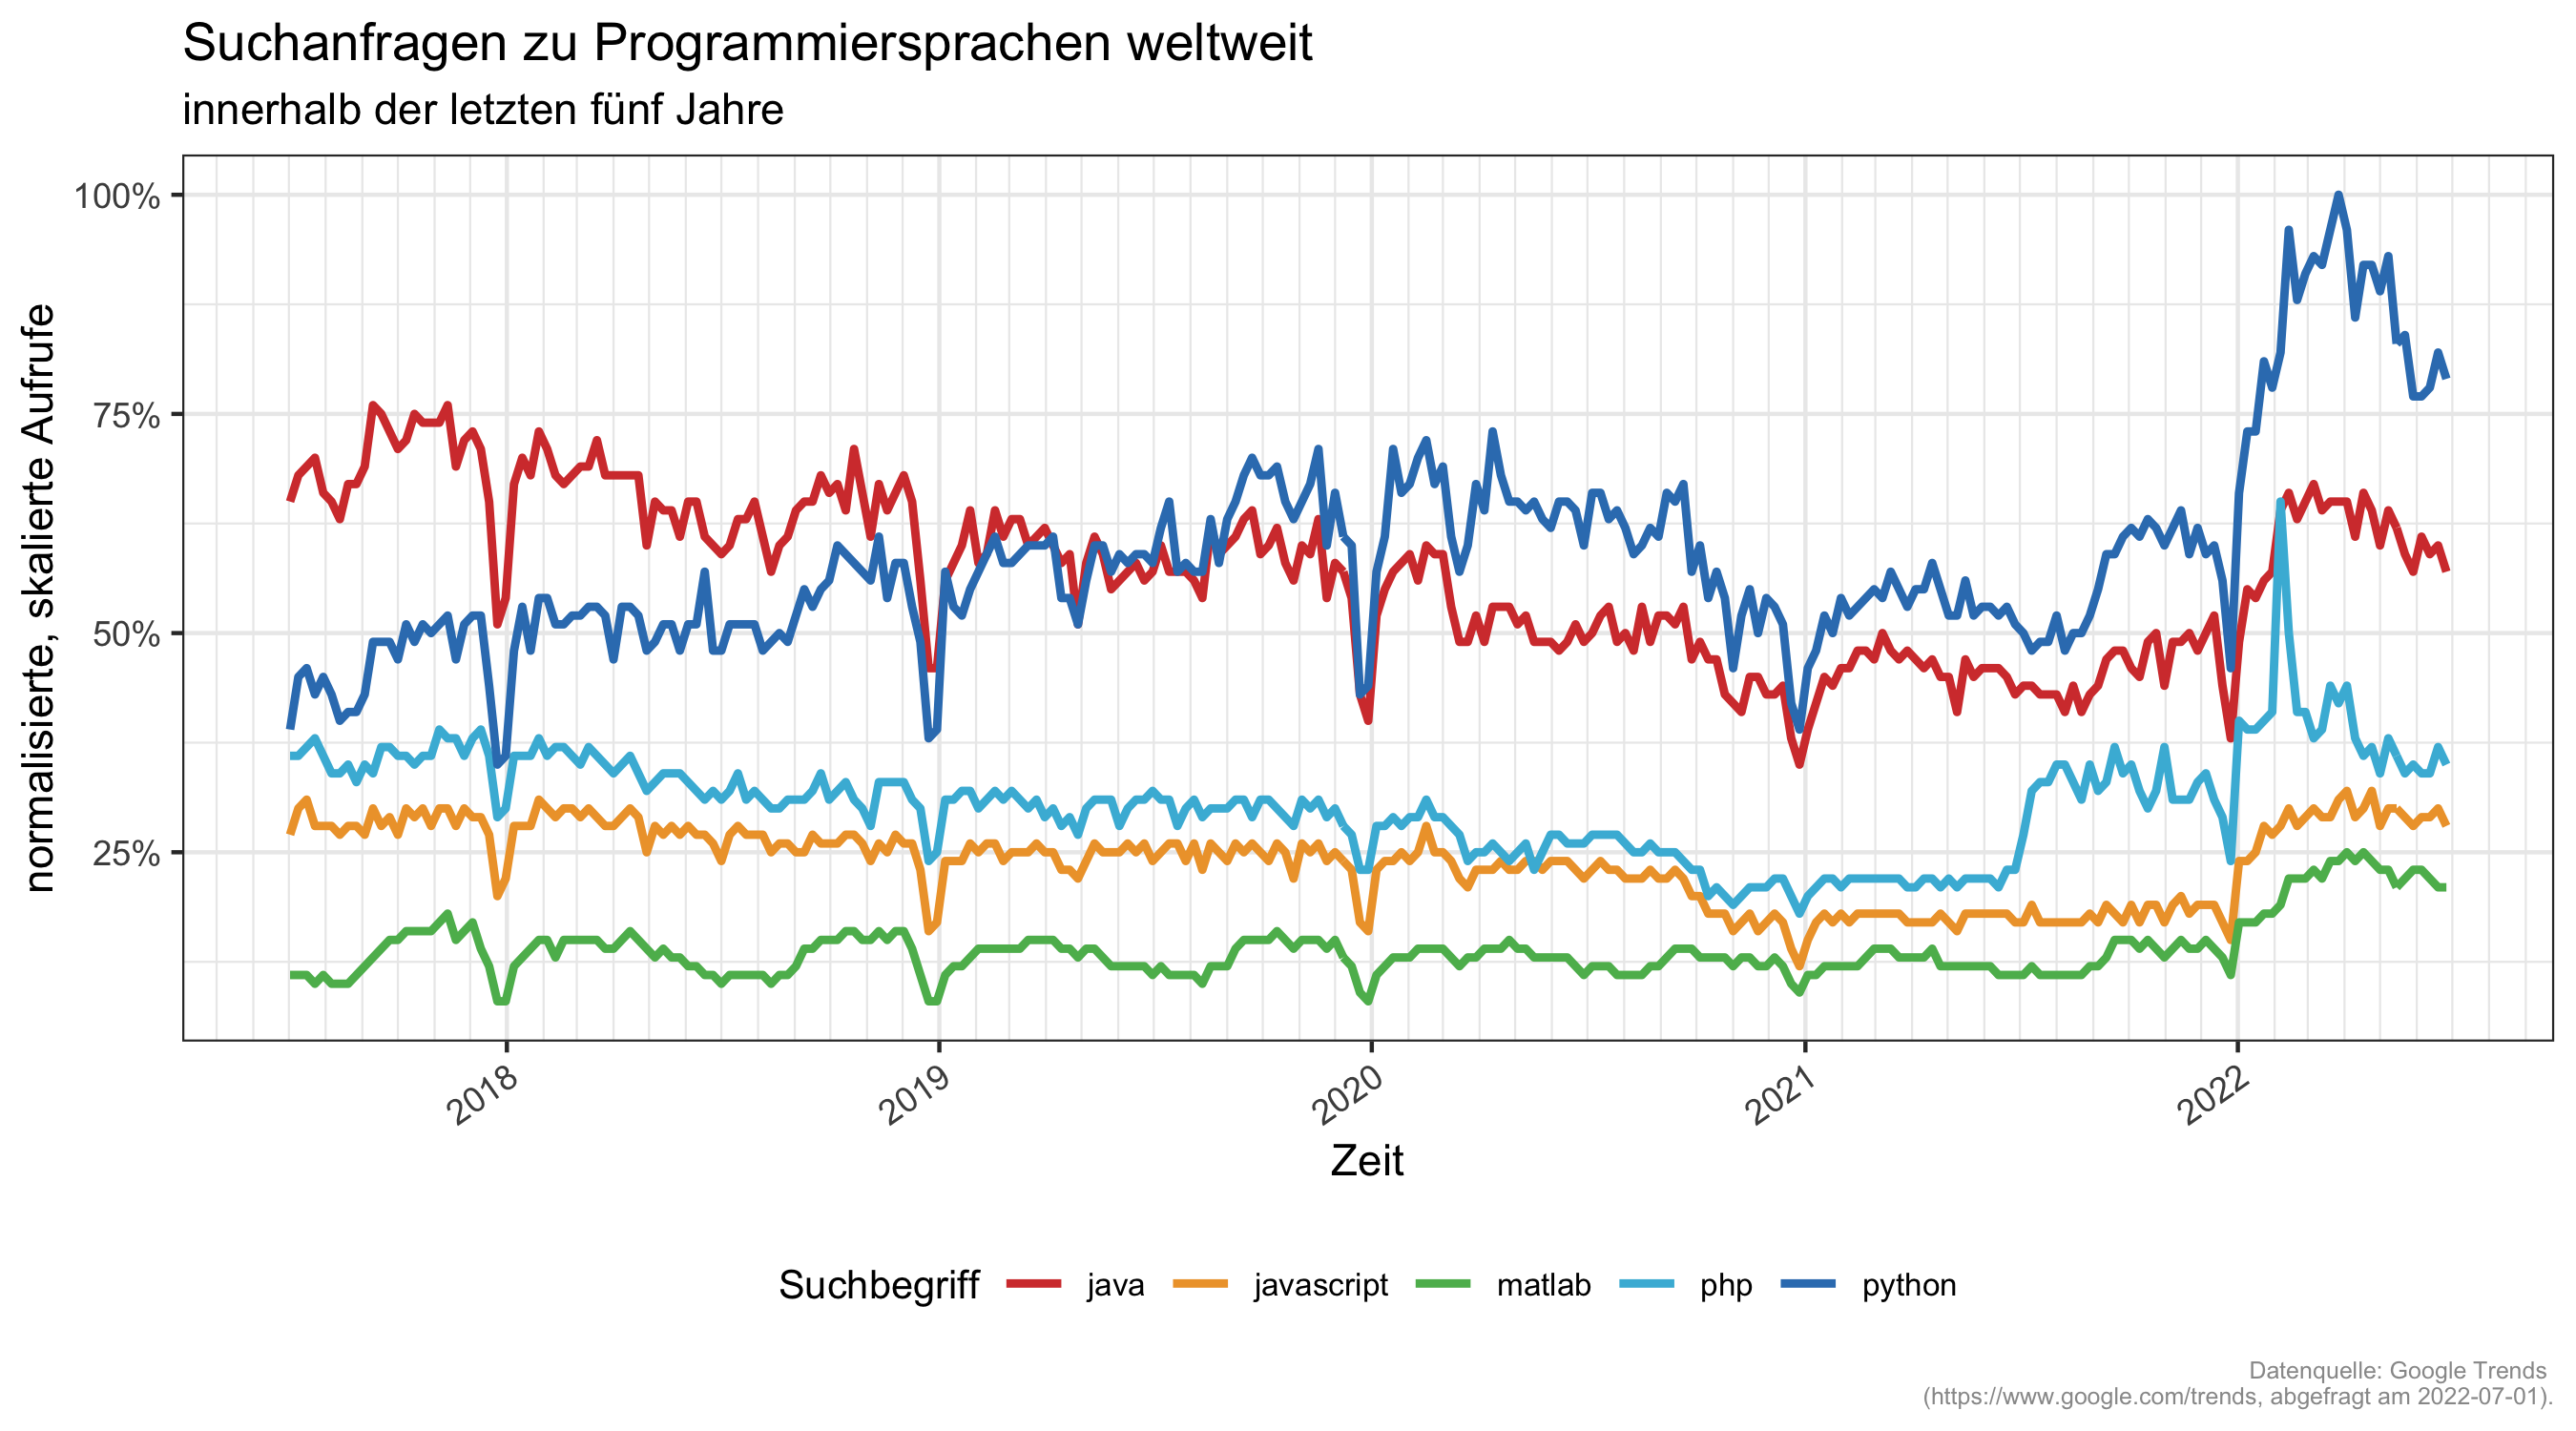 Suchanfragen zu Programmiersprachen weltweit
innerhalb der letzten fünf Jahre
normalisierte, skalierte Aufrufe
100%
75%
50%
25%
2018 2019 2020 2021 2022
Zeit
Suchbegriff java javascript matlab php python
Datenquelle: Google Trends
(https://www.google.com/trends, abgefragt am 2022-07-01).